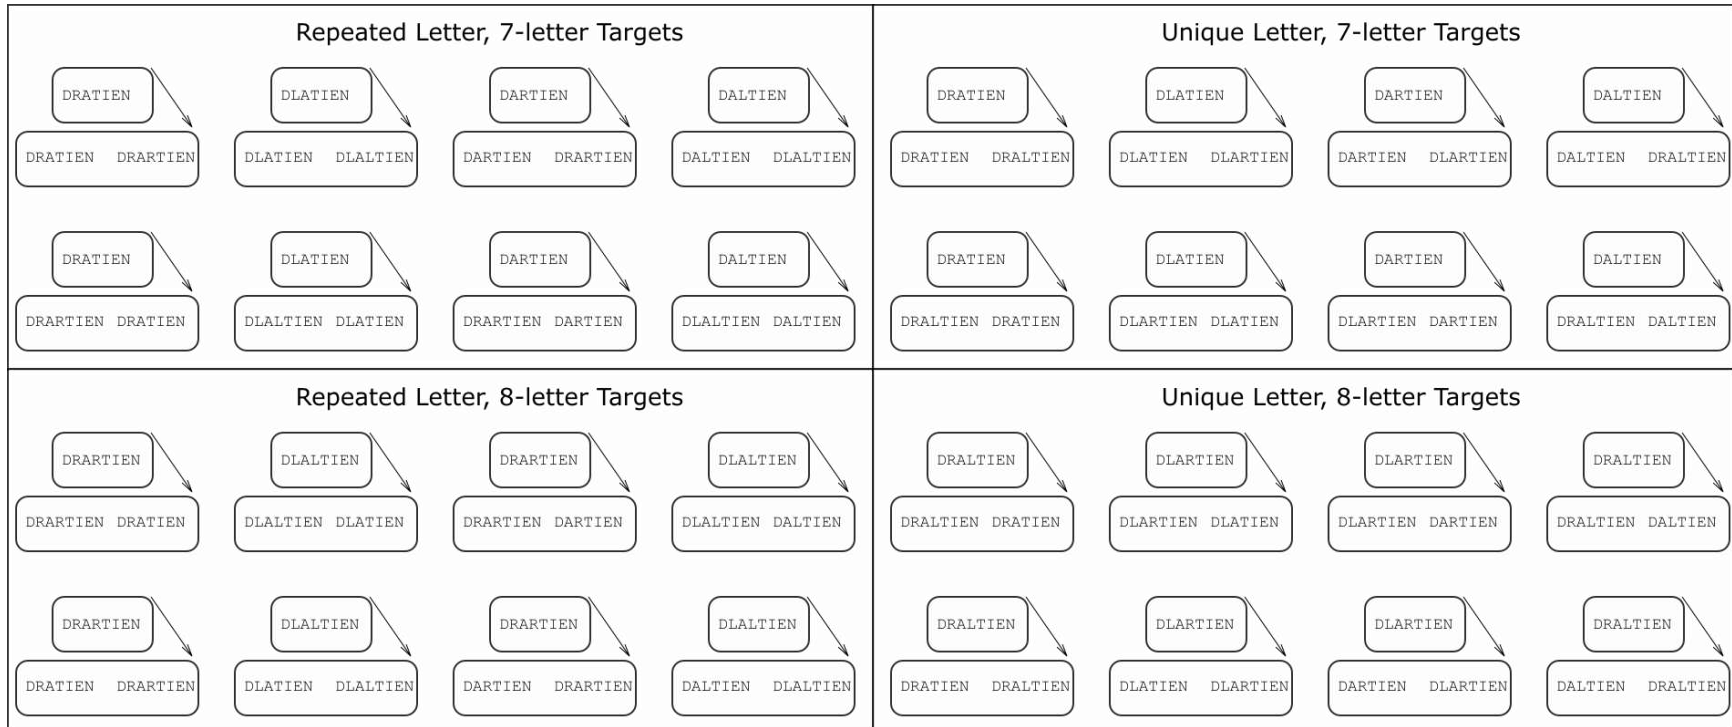 Repeated Letter, 7-letter Targets
DRATIEN DLATIEN DARTIEN DALTIEN
DRATIEN DRARTIEN DLATIEN DLALTIEN DARTIEN DRARTIEN DALTIEN DLALTIEN
DRATIEN DLATIEN DARTIEN DALTIEN
DRARTIEN DRATIEN DLALTIEN DLATIEN DRARTIEN DARTIEN DLALTIEN DALTIEN
Unique Letter, 7-letter Targets
DRATIEN DLATIEN DARTIEN DALTIEN
DRATIEN DRALTIEN DLATIEN DLARTIEN DARTIEN DLARTIEN DALTIEN DRALTIEN
DRATIEN DLATIEN DARTIEN DALTIEN
DRALTIEN DRATIEN DLARTIEN DLATIEN DLARTIEN DARTIEN DRALTIEN DALTIEN
Repeated Letter, 8-letter Targets
DRARTIEN DLALTIEN DRARTIEN DLALTIEN
DRARTIEN DRATIEN DLALTIEN DLATIEN DRARTIEN DARTIEN DLALTIEN DALTIEN
DRARTIEN DLALTIEN DRARTIEN DLALTIEN
DRATIEN DRARTIEN DLATIEN DLALTIEN DARTIEN DRARTIEN DALTIEN DLALTIEN
Unique Letter, 8-letter Targets
DRALTIEN DLARTIEN DLARTIEN DRALTIEN
DRALTIEN DRATIEN DLARTIEN DLATIEN DLARTIEN DARTIEN DRALTIEN DALTIEN
DRALTIEN DLARTIEN DLARTIEN DRALTIEN
DRATIEN DRALTIEN DLATIEN DLARTIEN DARTIEN DLARTIEN DALTIEN DRALTIEN